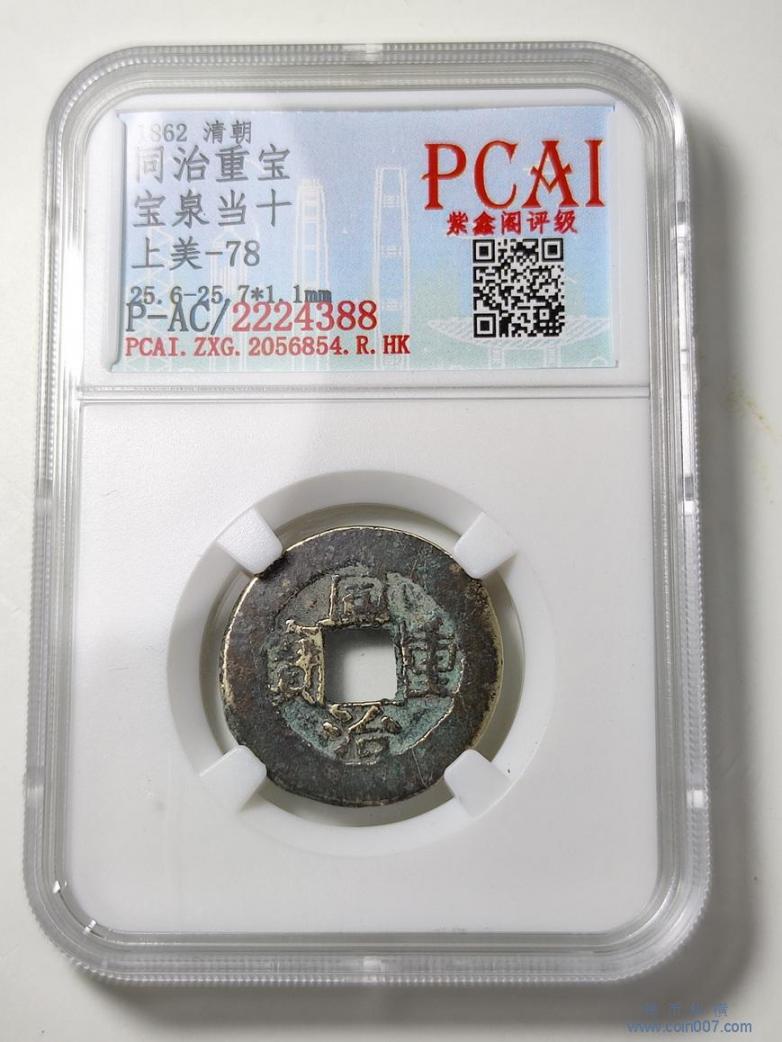 1862 清朝
同治重宝
宝泉当十
上美-78
25.6-25.7*1.1mm
P-AC/2224388
PCAI.ZXG.2056854.R.HK
PCAI
紫鑫阁评级
同治重寶
www.coin007.com